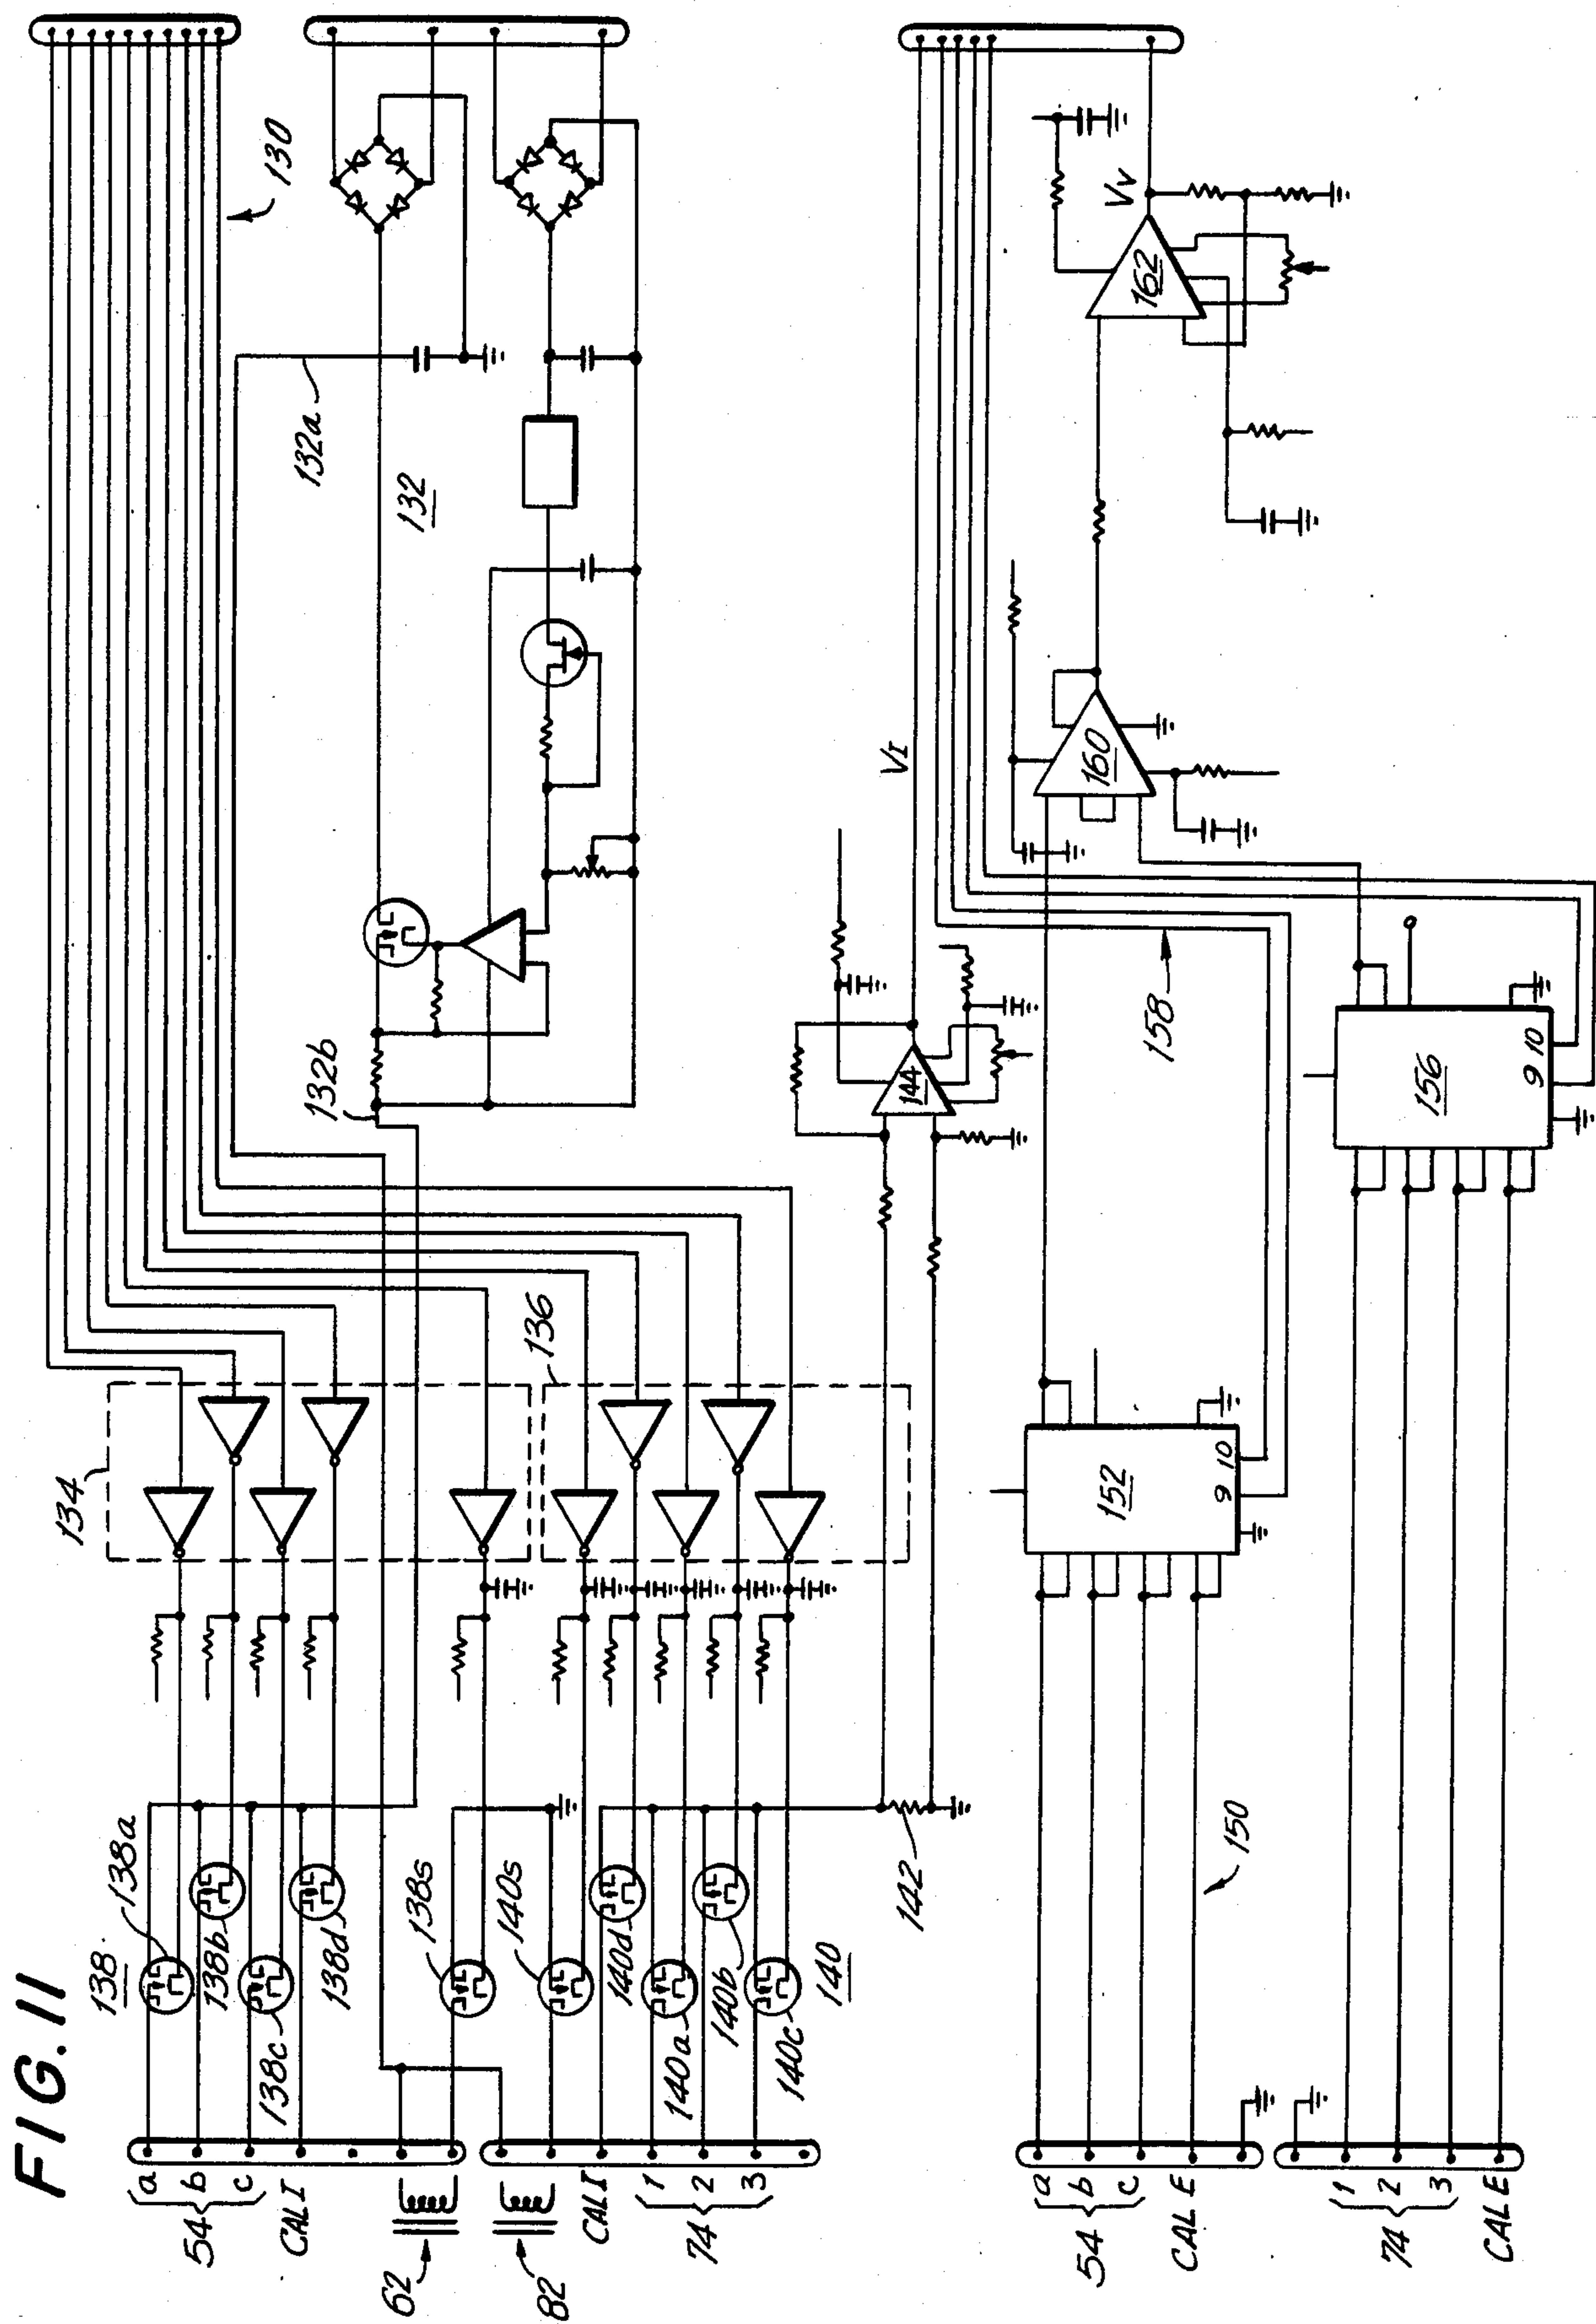 FIG. 11
130
132a
132
132b
134
136
138
138a
138b
138c
138d
138s
140s
140d
140a
140b
140c
140
142
144
VI
a
b
c
54
CAL I
62
82
CAL I
1
2
3
74
150
152
9 10
156
9 10
158
160
162
VV
a
b
c
54
CAL E
1
2
3
74
CAL E